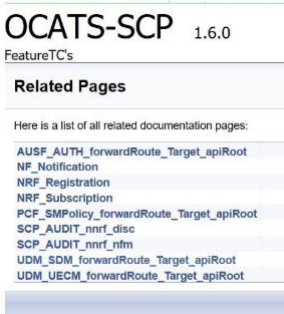 OCATS-SCP 1.6.0
FeatureTC's
Related Pages
Here is a list of all related documentation pages:
AUSF_AUTH_forwardRoute_Target_apiRoot
NF_Notification
NRF_Registration
NRF_Subscription
PCF_SMPolicy_forwardRoute_Target_apiRoot
SCP_AUDIT_nnrf_disc
SCP_AUDIT_nnrf_nfm
UDM_SDM_forwardRoute_Target_apiRoot
UDM_UECM_forwardRoute_Target_apiRoot